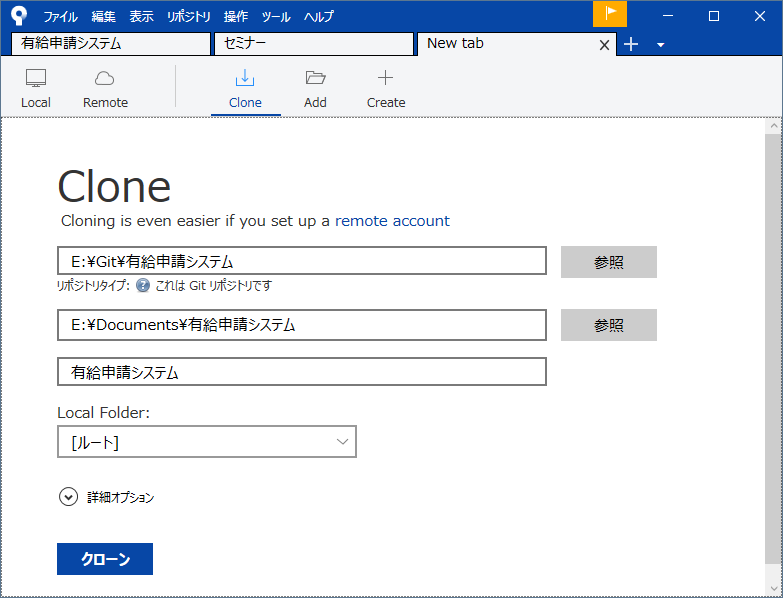 ファイル 編集 表示 リポジトリ 操作 ツール ヘルプ
有給申請システム セミナー New tab
Local Remote Clone Add Create
Clone
Cloning is even easier if you set up a remote account
E:¥Git¥有給申請システム 参照
リポジトリタイプ: これは Git リポジトリです
E:¥Documents¥有給申請システム 参照
有給申請システム
Local Folder:
[ルート]
詳細オプション
クローン